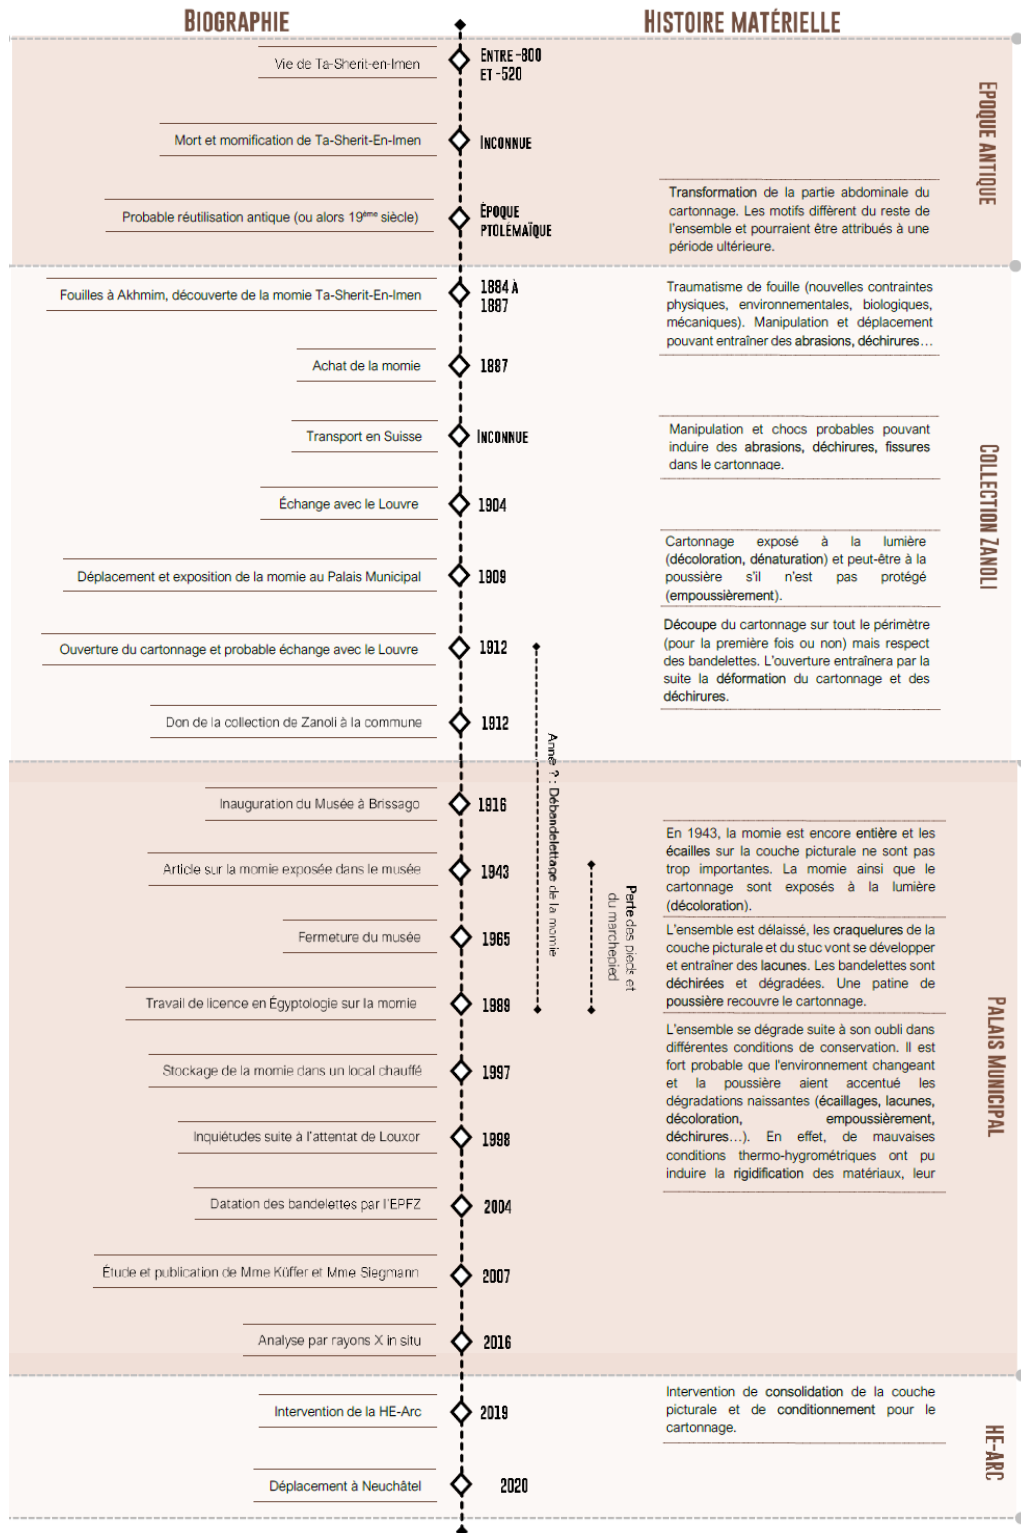 BIOGRAPHIE
HISTOIRE MATÉRIELLE
EPOQUE ANTIQUE
Vie de Ta-Sherit-en-Imen
ENTRE -800
ET -520
Mort et momification de Ta-Sherit-En-Imen
INCONNUE
Probable réutilisation antique (ou alors 19ème siècle)
ÉPOQUE
PTOLÉMAÏQUE
Transformation de la partie abdominale du
cartonnage. Les motifs diffèrent du reste de
l'ensemble et pourraient être attribués à une
période ultérieure.
COLLECTION ZANOLI
Fouilles à Akhmim, découverte de la momie Ta-Sherit-En-Imen
1884 À
1887
Traumatisme de fouille (nouvelles contraintes
physiques, environnementales, biologiques,
mécaniques). Manipulation et déplacement
pouvant entraîner des abrasions, déchirures…
Achat de la momie
1887
Transport en Suisse
INCONNUE
Manipulation et chocs probables pouvant
induire des abrasions, déchirures, fissures
dans le cartonnage.
Échange avec le Louvre
1904
Déplacement et exposition de la momie au Palais Municipal
1909
Cartonnage exposé à la lumière
(décoloration, dénaturation) et peut-être à la
poussière s'il n'est pas protégé
(empoussièrement).
Ouverture du cartonnage et probable échange avec le Louvre
1912
Découpe du cartonnage sur tout le périmètre
(pour la première fois ou non) mais respect
des bandelettes. L'ouverture entraînera par la
suite la déformation du cartonnage et des
déchirures.
Don de la collection de Zanoli à la commune
1912
Anne ? : Débandelettage de la momie
PALAIS MUNICIPAL
Inauguration du Musée à Brissago
1916
Article sur la momie exposée dans le musée
1943
Perte des pieds et
du marchepied
En 1943, la momie est encore entière et les
écailles sur la couche picturale ne sont pas
trop importantes. La momie ainsi que le
cartonnage sont exposés à la lumière
(décoloration).
Fermeture du musée
1965
L'ensemble est délaissé, les craquelures de la
couche picturale et du stuc vont se développer
et entraîner des lacunes. Les bandelettes sont
déchirées et dégradées. Une patine de
poussière recouvre le cartonnage.
Travail de licence en Égyptologie sur la momie
1989
L'ensemble se dégrade suite à son oubli dans
différentes conditions de conservation. Il est
fort probable que l'environnement changeant
et la poussière aient accentué les
dégradations naissantes (écaillages, lacunes,
décoloration, empoussièrement,
déchirures…). En effet, de mauvaises
conditions thermo-hygrométriques ont pu
induire la rigidification des matériaux, leur
Stockage de la momie dans un local chauffé
1997
Inquiétudes suite à l'attentat de Louxor
1998
Datation des bandelettes par l'EPFZ
2004
Étude et publication de Mme Küffer et Mme Siegmann
2007
Analyse par rayons X in situ
2016
HE-ARC
Intervention de la HE-Arc
2019
Intervention de consolidation de la couche
picturale et de conditionnement pour le
cartonnage.
Déplacement à Neuchâtel
2020